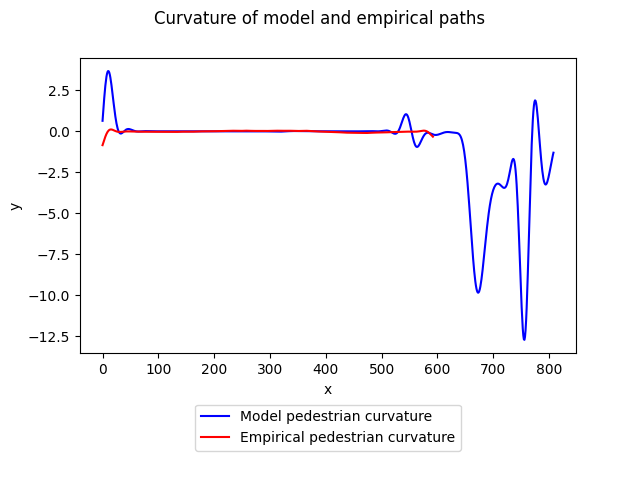 Curvature of model and empirical paths
2.5
0.0
−2.5
−5.0
−7.5
−10.0
−12.5
y
0 100 200 300 400 500 600 700 800
x
Model pedestrian curvature
Empirical pedestrian curvature